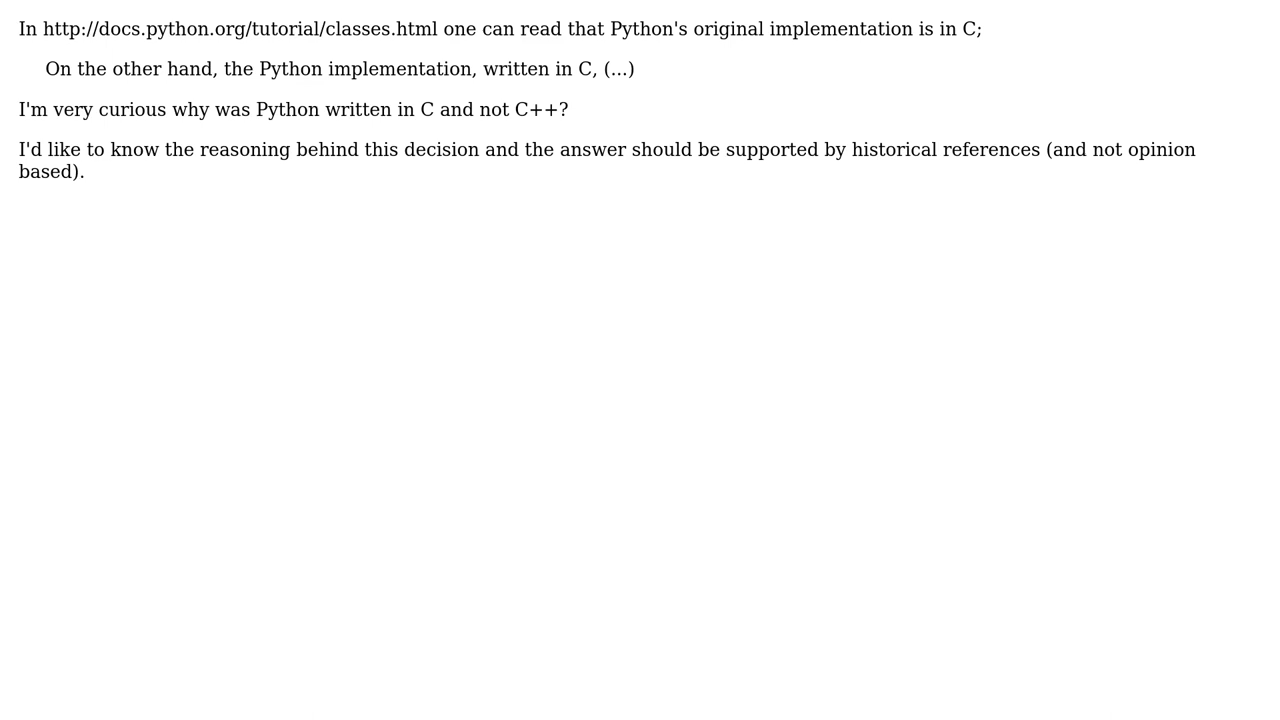 In http://docs.python.org/tutorial/classes.html one can read that Python's original implementation is in C;
On the other hand, the Python implementation, written in C, (...)
I'm very curious why was Python written in C and not C++?
I'd like to know the reasoning behind this decision and the answer should be supported by historical references (and not opinion
based).